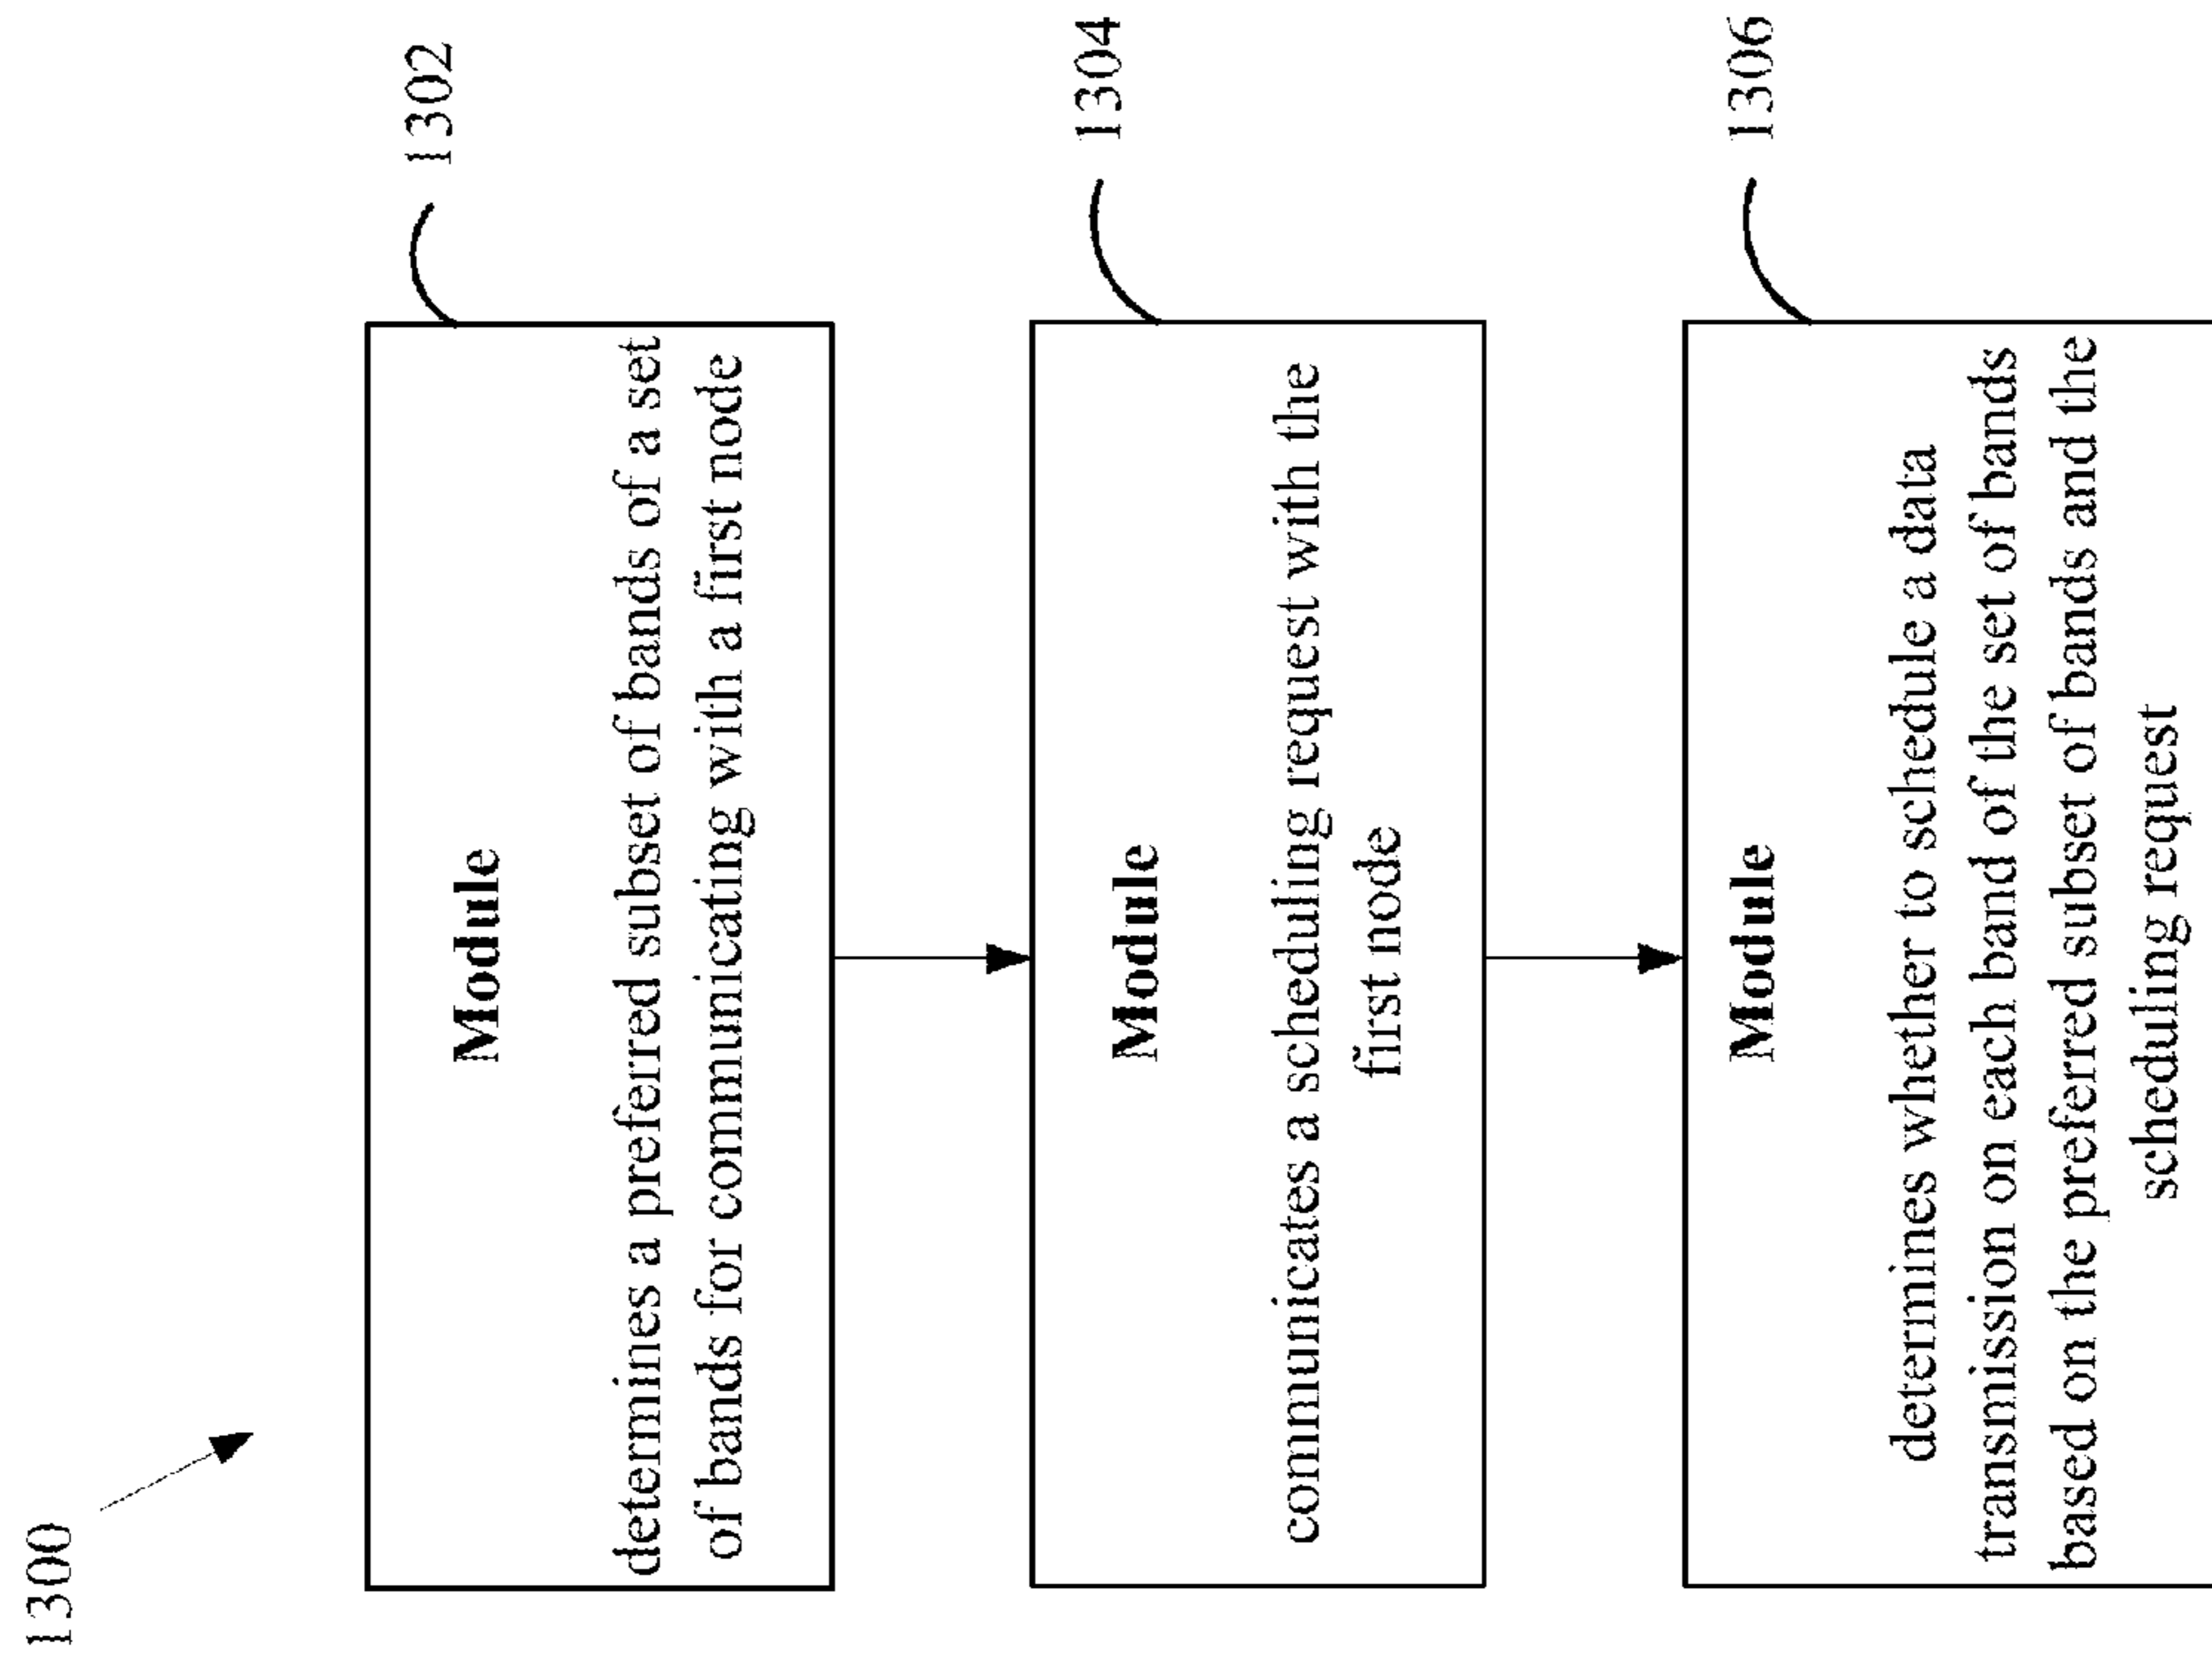 1300
1302
Module
determines a preferred subset of bands of a set
of bands for communicating with a first node
1304
Module
communicates a scheduling request with the
first node
1306
Module
determines whether to schedule a data
transmission on each band of the set of bands
based on the preferred subset of bands and the
scheduling request